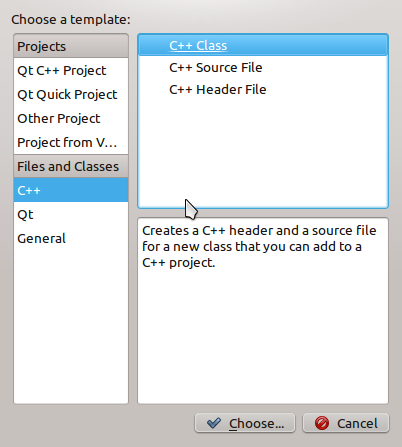 Choose a template:
Projects
Qt C++ Project
Qt Quick Project
Other Project
Project from V...
Files and Classes
C++
Qt
General
C++ Class
C++ Source File
C++ Header File
Creates a C++ header and a source file
for a new class that you can add to a
C++ project.
Choose...
Cancel